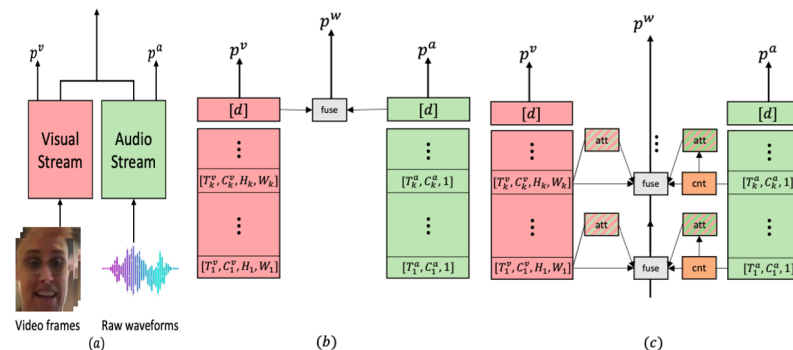 p^v
p^a
Visual
Stream
Audio
Stream
Video frames
Raw waveforms
(a)
p^v
p^w
p^a
[d]
fuse
[d]
⋮
⋮
[T_k^v, C_k^v, H_k, W_k]
[T_k^a, C_k^a, 1]
⋮
⋮
[T_1^v, C_1^v, H_1, W_1]
[T_1^a, C_1^a, 1]
(b)
p^w
p^v
p^a
[d]
[d]
⋮
⋮
⋮
att
att
[T_k^v, C_k^v, H_k, W_k]
fuse
cnt
[T_k^a, C_k^a, 1]
⋮
⋮
att
att
[T_1^v, C_1^v, H_1, W_1]
fuse
cnt
[T_1^a, C_1^a, 1]
(c)